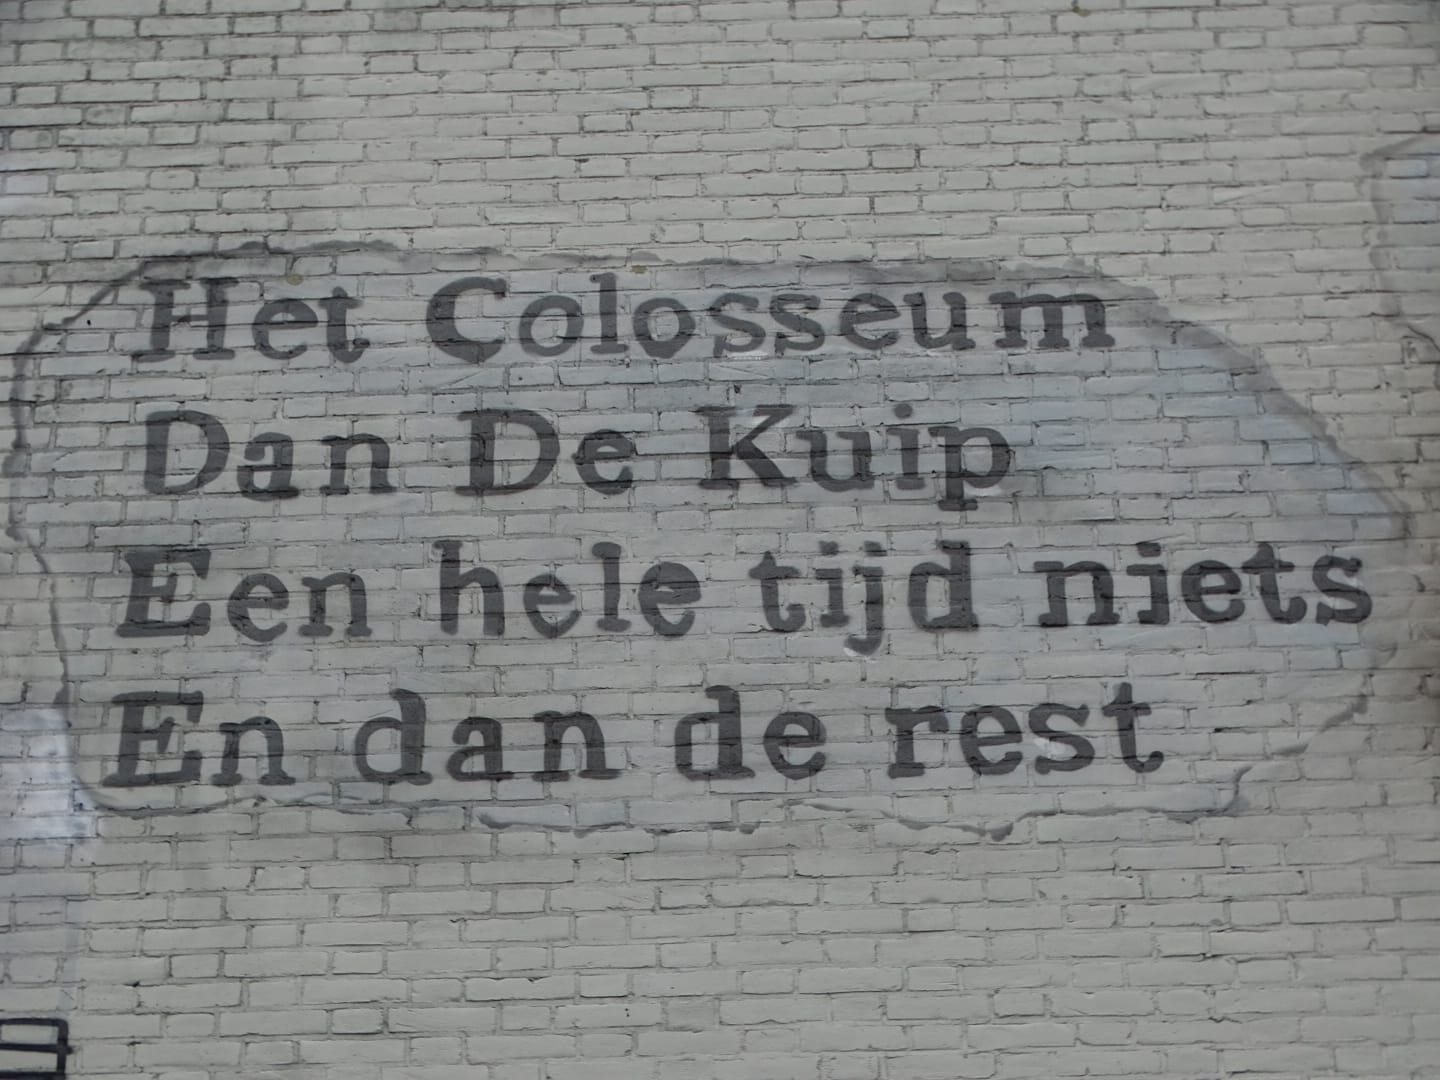 Het Colosseum
Dan De Kuip
Een hele tijd niets
En dan de rest